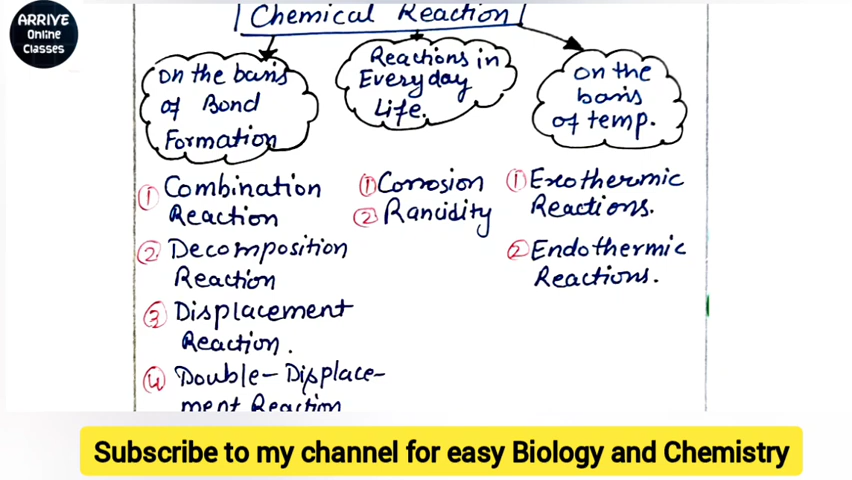 ARRIVE
Online
Classes
Chemical Reaction
On the basis
of Bond
Formation
Reactions in
Everyday
Life.
on the
basis
of temp.
① Combination
Reaction
② Decomposition
Reaction
③ Displacement
Reaction.
④ Double-Displace-
ment Reaction
① Corrosion
② Rancidity
① Exothermic
Reactions.
② Endothermic
Reactions.
Subscribe to my channel for easy Biology and Chemistry